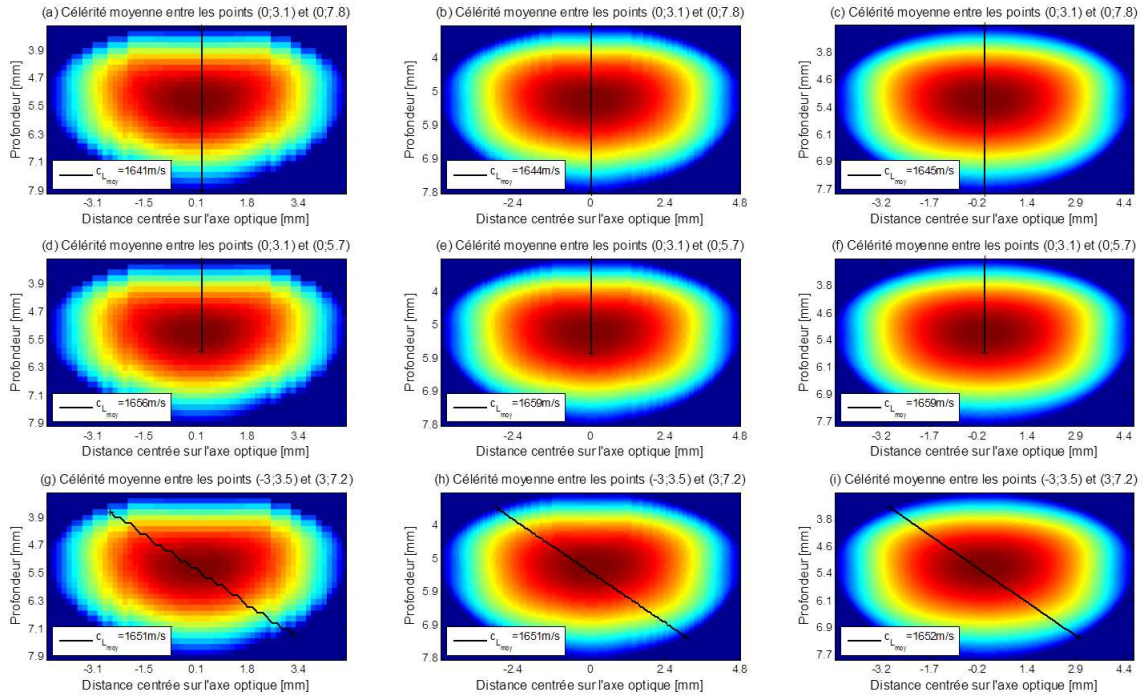 (a) Célérité moyenne entre les points (0;3.1) et (0;7.8)
Profondeur [mm]
3.9
4.7
5.5
6.3
7.1
7.9
c_Lmoy=1641m/s
-3.1 -1.5 0.1 1.7 3.4
Distance centrée sur l'axe optique [mm]
(b) Célérité moyenne entre les points (0;3.1) et (0;7.8)
Profondeur [mm]
4
5
5.9
6.9
7.8
c_Lmoy=1644m/s
-2.4 0 2.4 4.8
Distance centrée sur l'axe optique [mm]
(c) Célérité moyenne entre les points (0;3.1) et (0;7.8)
Profondeur [mm]
3.8
4.6
5.4
6.1
6.9
7.7
c_Lmoy=1645m/s
-3.2 -1.7 -0.2 1.4 2.9 4.4
Distance centrée sur l'axe optique [mm]
(d) Célérité moyenne entre les points (0;3.1) et (0;5.7)
Profondeur [mm]
3.9
4.7
5.5
6.3
7.1
7.9
c_Lmoy=1656m/s
-3.1 -1.5 0.1 1.7 3.4
Distance centrée sur l'axe optique [mm]
(e) Célérité moyenne entre les points (0;3.1) et (0;5.7)
Profondeur [mm]
4
5
5.9
6.9
7.8
c_Lmoy=1659m/s
-2.4 0 2.4 4.8
Distance centrée sur l'axe optique [mm]
(f) Célérité moyenne entre les points (0;3.1) et (0;5.7)
Profondeur [mm]
3.8
4.6
5.4
6.1
6.9
7.7
c_Lmoy=1659m/s
-3.2 -1.7 -0.2 1.4 2.9 4.4
Distance centrée sur l'axe optique [mm]
(g) Célérité moyenne entre les points (-3;3.5) et (3;7.2)
Profondeur [mm]
3.9
4.7
5.5
6.3
7.1
7.9
c_Lmoy=1651m/s
-3.1 -1.5 0.1 1.7 3.4
Distance centrée sur l'axe optique [mm]
(h) Célérité moyenne entre les points (-3;3.5) et (3;7.2)
Profondeur [mm]
4
5
5.9
6.9
7.8
c_Lmoy=1651m/s
-2.4 0 2.4 4.8
Distance centrée sur l'axe optique [mm]
(i) Célérité moyenne entre les points (-3;3.5) et (3;7.2)
Profondeur [mm]
3.8
4.6
5.4
6.1
6.9
7.7
c_Lmoy=1652m/s
-3.2 -1.7 -0.2 1.4 2.9 4.4
Distance centrée sur l'axe optique [mm]